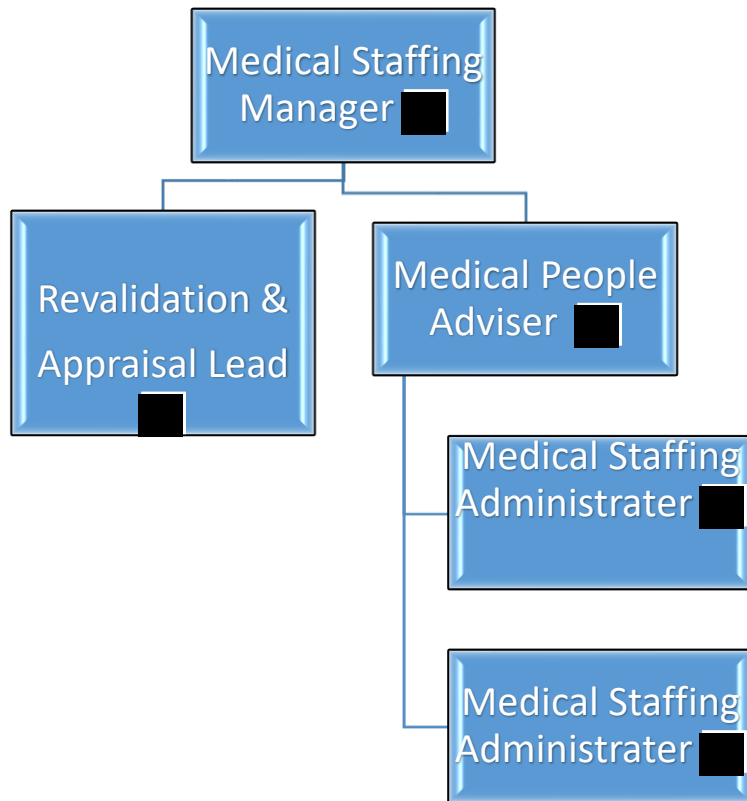 Medical Staffing
Manager
Revalidation &
Appraisal Lead
Medical People
Adviser
Medical Staffing
Administrater
Medical Staffing
Administrater